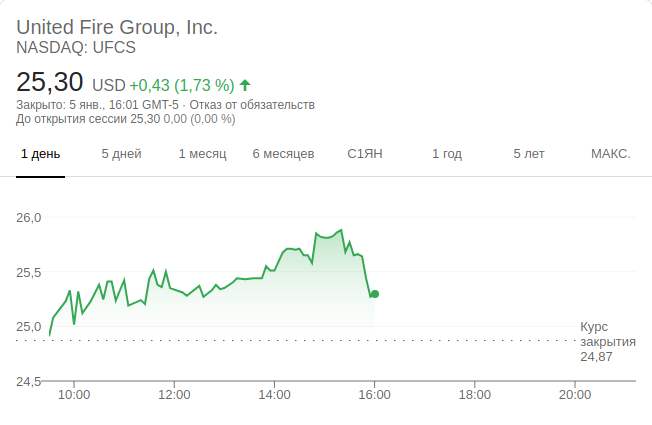 United Fire Group, Inc.
NASDAQ: UFCS
25,30 USD +0,43 (1,73 %)
Закрыто: 5 янв., 16:01 GMT-5 · Отказ от обязательств
До открытия сессии 25,30 0,00 (0,00 %)
1 день 5 дней 1 месяц 6 месяцев С1ЯН 1 год 5 лет МАКС.
26,0
25,5
25,0
Курс
закрытия
24,87
24,5
10:00 12:00 14:00 16:00 18:00 20:00